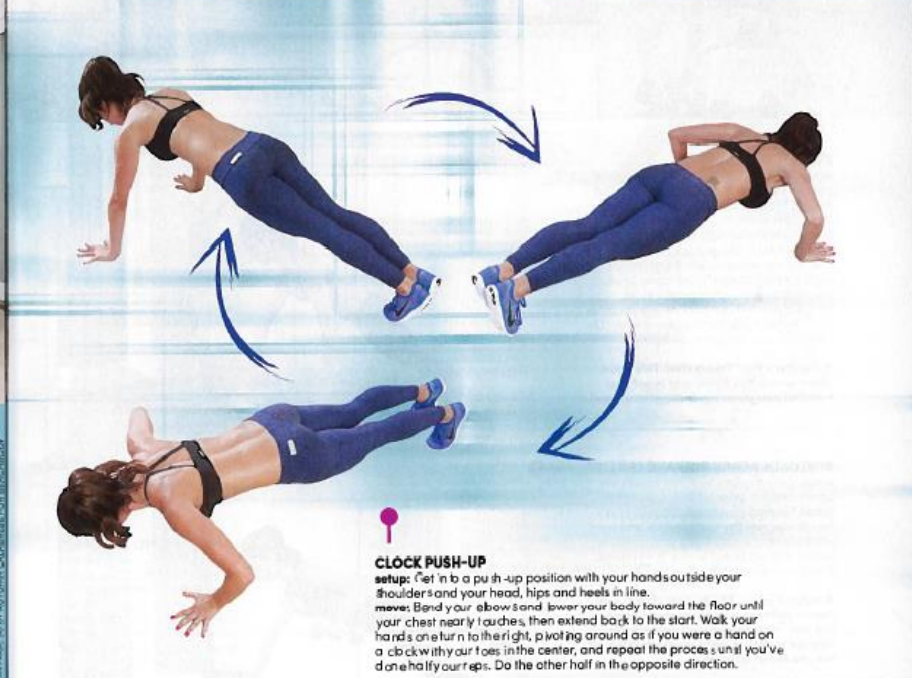 CLOCK PUSH-UP
setup: Get in to a push-up position with your hands outside your
shoulders and your head, hips and heels in line.
move: Bend your elbows and lower your body toward the floor until
your chest nearly touches, then extend back to the start. Walk your
hands one turn to the right, pivoting around as if you were a hand on
a clock with your toes in the center, and repeat the process until you've
done half your reps. Do the other half in the opposite direction.